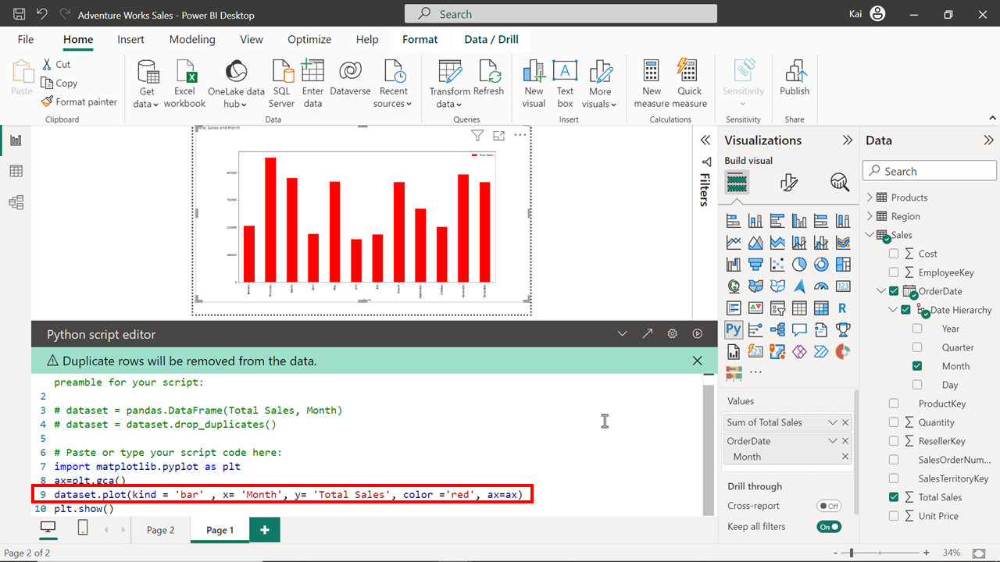 Adventure Works Sales - Power BI Desktop
Search
Kai
File
Home
Insert
Modeling
View
Optimize
Help
Format
Data / Drill
Paste
Cut
Copy
Format painter
Clipboard
Get data
Excel workbook
OneLake data hub
SQL Server
Enter data
Dataverse
Recent sources
Data
Transform data
Refresh
Queries
New visual
Text box
More visuals
Insert
New measure
Quick measure
Calculations
Sensitivity
Sensitivity
Publish
Share
Total Sales and Month
Total Sales
January
February
March
April
May
June
July
August
September
October
November
December
Python script editor
Duplicate rows will be removed from the data.
preamble for your script:
2
3 # dataset = pandas.DataFrame(Total Sales, Month)
4 # dataset = dataset.drop_duplicates()
5
6 # Paste or type your script code here:
7 import matplotlib.pyplot as plt
8 ax=plt.gca()
9 dataset.plot(kind = 'bar' , x= 'Month', y= 'Total Sales', color ='red', ax=ax)
10 plt.show()
Filters
Visualizations
Build visual
123
R
Py
Values
Sum of Total Sales
OrderDate
Month
Drill through
Cross-report
Off
Keep all filters
On
Data
Search
Products
Region
Sales
Cost
EmployeeKey
OrderDate
Date Hierarchy
Year
Quarter
Month
Day
ProductKey
Quantity
ResellerKey
SalesOrderNum...
SalesTerritoryKey
Total Sales
Unit Price
Page 2
Page 1
Page 2 of 2
34%